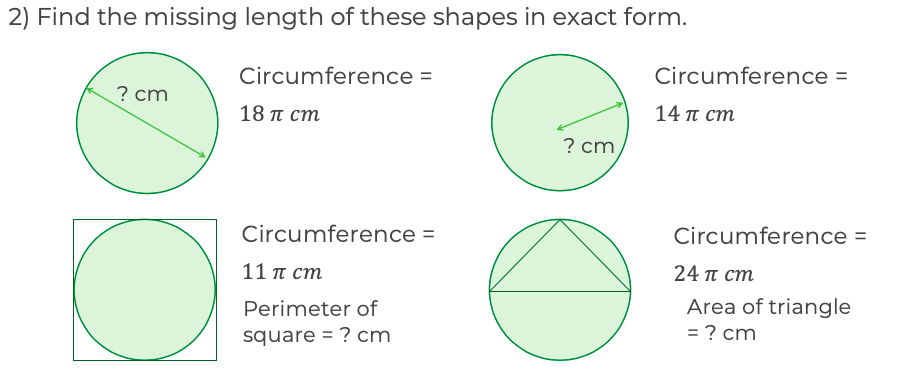 2) Find the missing length of these shapes in exact form.
? cm
Circumference =
18 π cm
? cm
Circumference =
14 π cm
Circumference =
11 π cm
Perimeter of
square = ? cm
Circumference =
24 π cm
Area of triangle
= ? cm